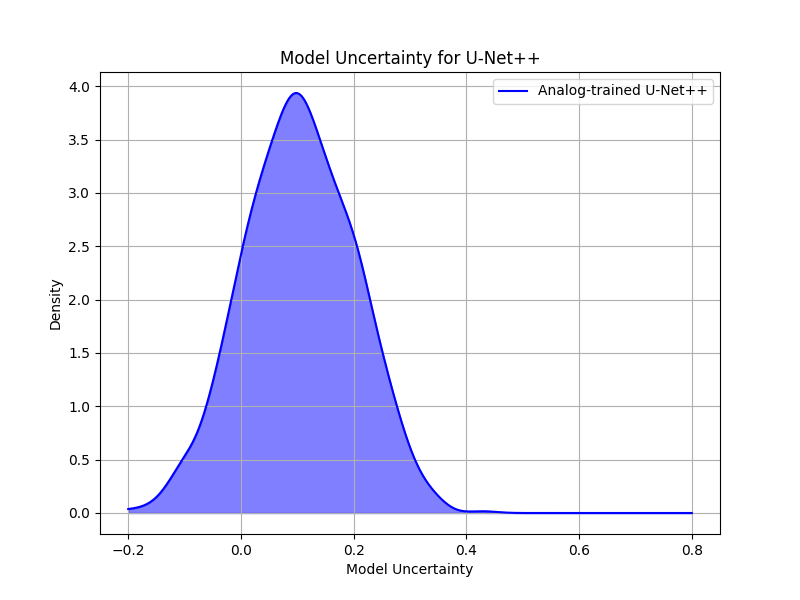 Model Uncertainty for U-Net++
Analog-trained U-Net++
4.0
3.5
3.0
2.5
2.0
1.5
1.0
0.5
0.0
Density
−0.2 0.0 0.2 0.4 0.6 0.8
Model Uncertainty